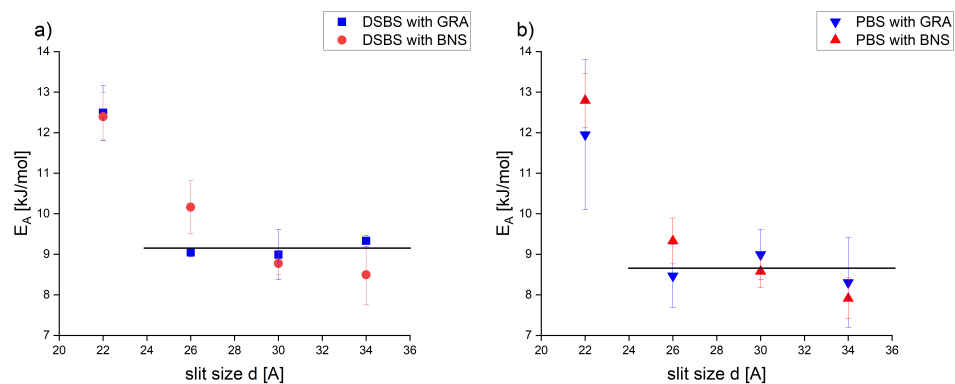 a)
DSBS with GRA
DSBS with BNS
14
13
12
11
10
9
8
7
E_A [kJ/mol]
20 22 24 26 28 30 32 34 36
slit size d [A]
b)
PBS with GRA
PBS with BNS
14
13
12
11
10
9
8
7
E_A [kJ/mol]
20 22 24 26 28 30 32 34 36
slit size d [A]